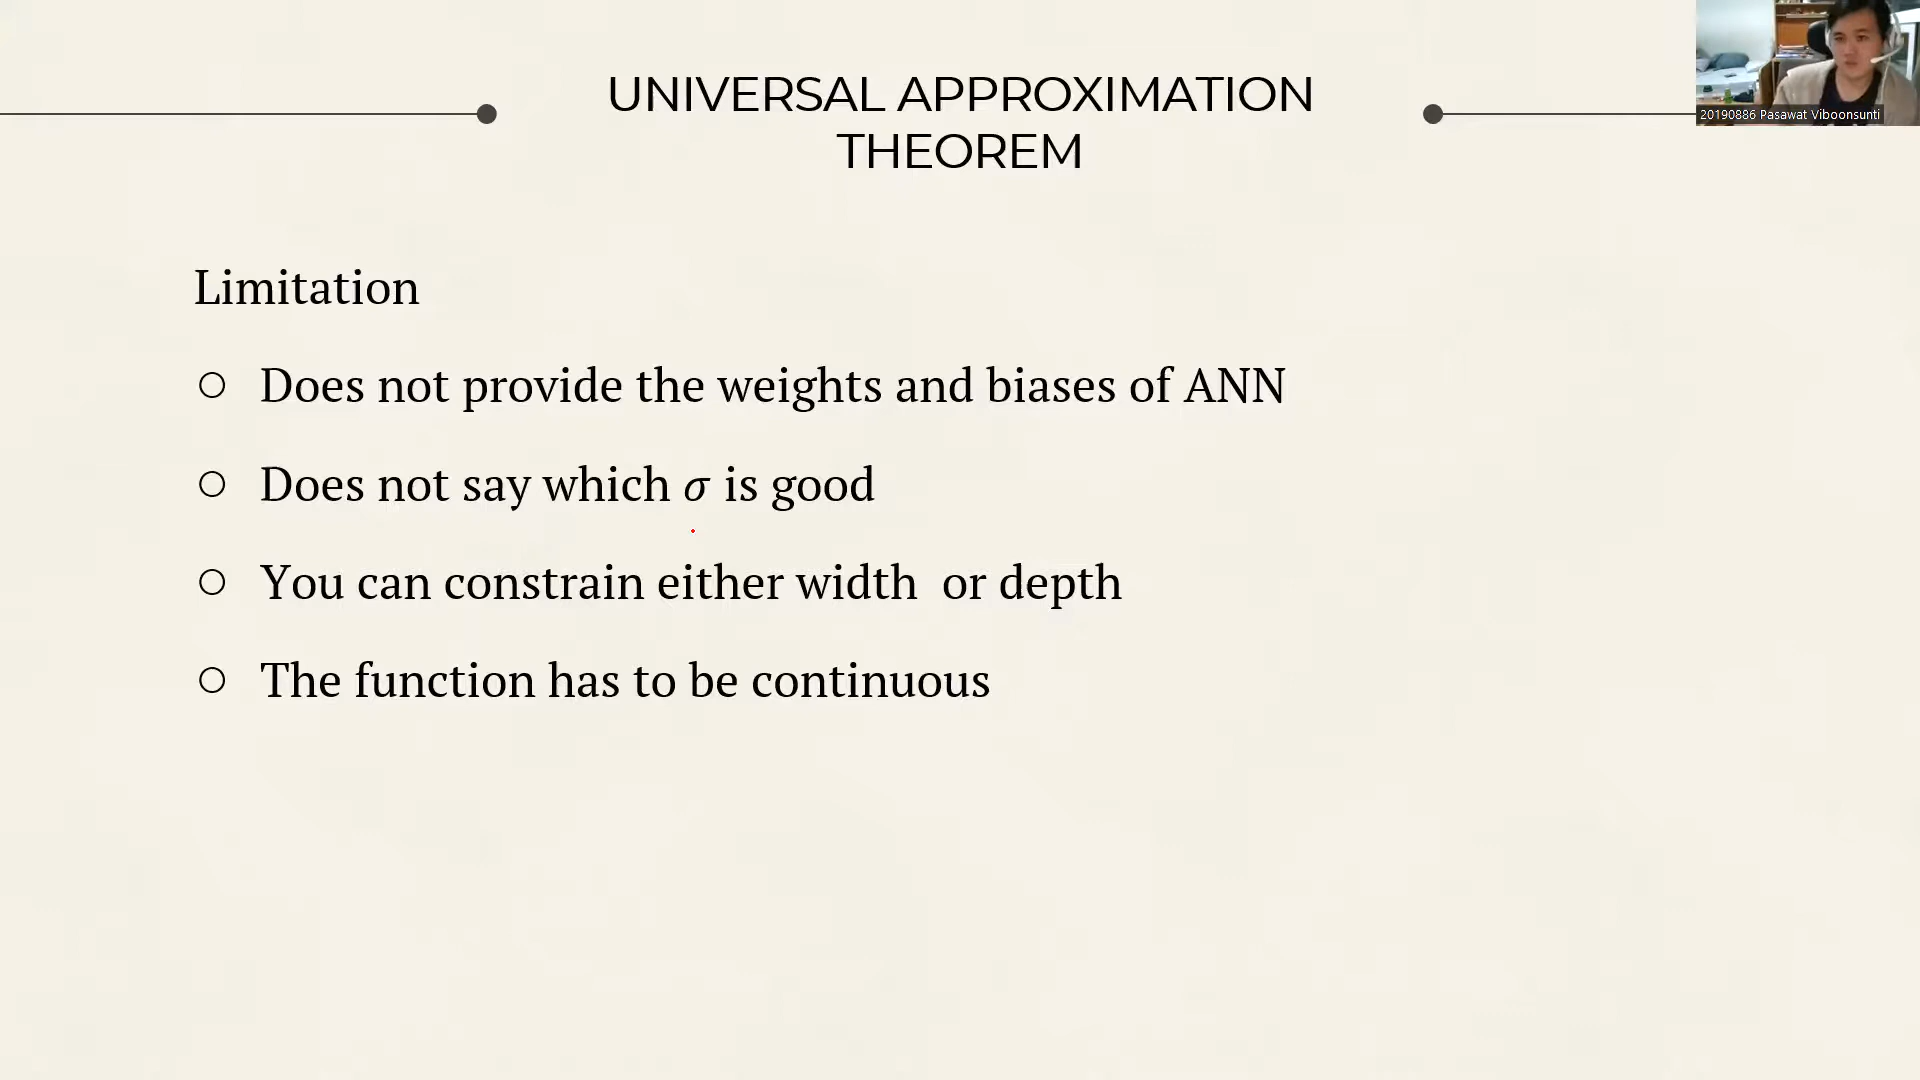 UNIVERSAL APPROXIMATION
THEOREM
20190886 Pasawat Viboonsunti
Limitation
○ Does not provide the weights and biases of ANN
○ Does not say which σ is good
○ You can constrain either width or depth
○ The function has to be continuous